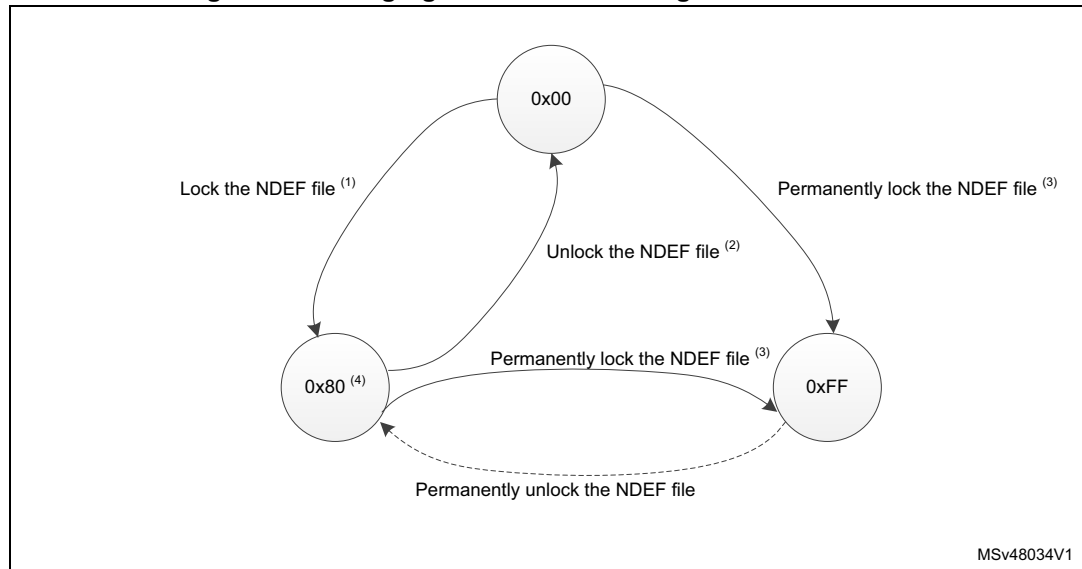 0x00
Lock the NDEF file (1)
Permanently lock the NDEF file (3)
Unlock the NDEF file (2)
Permanently lock the NDEF file (3)
0x80 (4)
0xFF
Permanently unlock the NDEF file
MSv48034V1